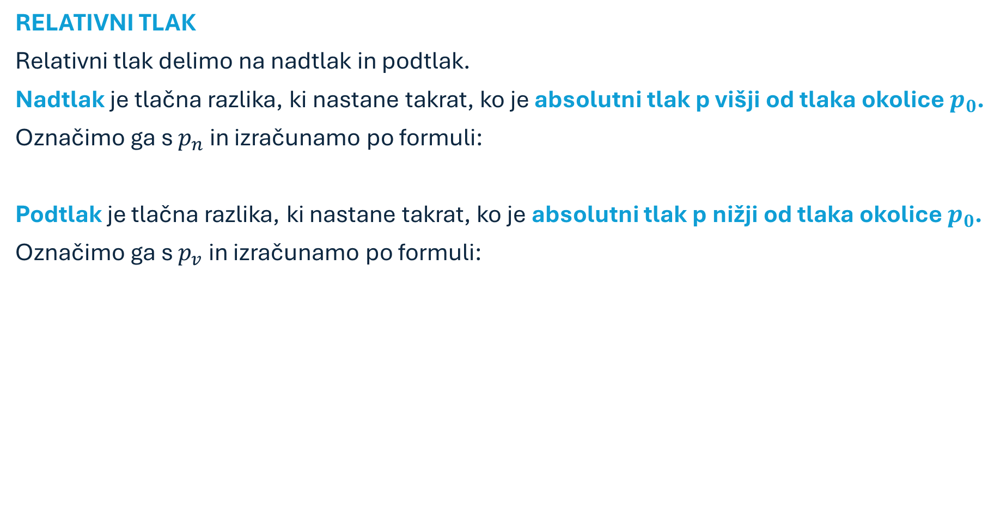 RELATIVNI TLAK
Relativni tlak delimo na nadtlak in podtlak.
Nadtlak je tlačna razlika, ki nastane takrat, ko je absolutni tlak p višji od tlaka okolice p₀.
Označimo ga s pₙ in izračunamo po formuli:
Podtlak je tlačna razlika, ki nastane takrat, ko je absolutni tlak p nižji od tlaka okolice p₀.
Označimo ga s pᵥ in izračunamo po formuli: